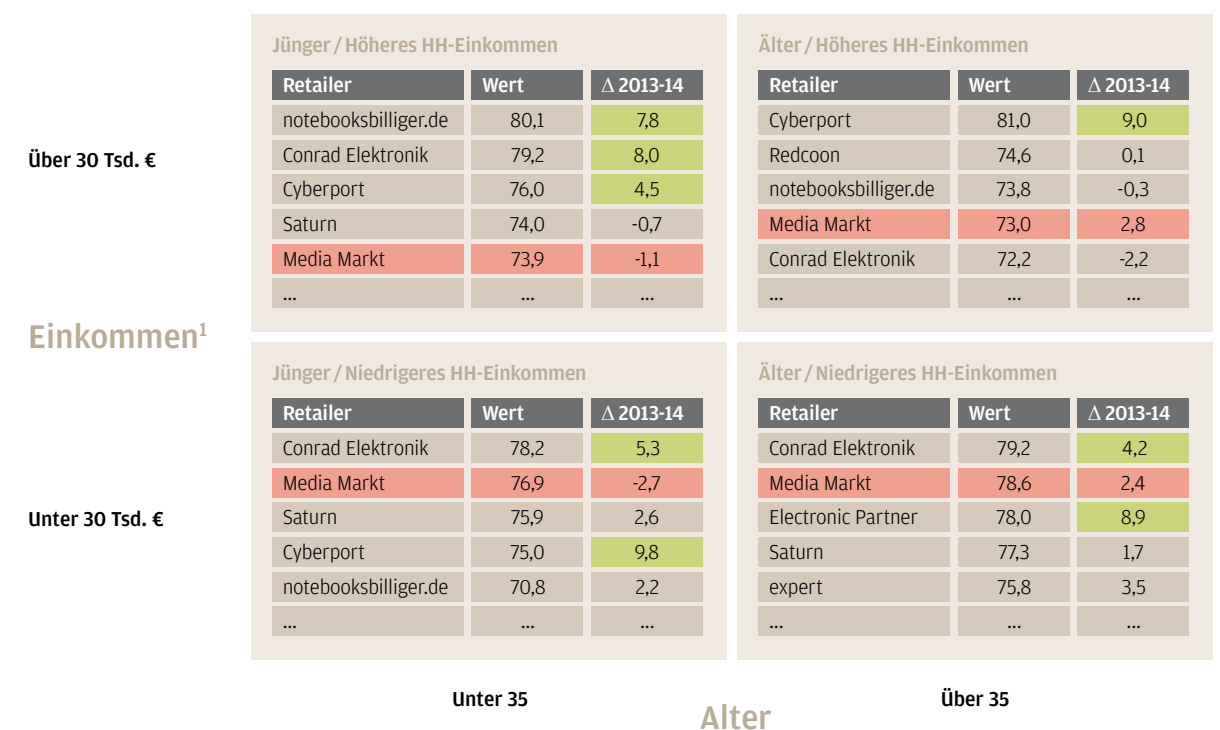 Jünger / Höheres HH-Einkommen
Retailer Wert Δ 2013-14
notebooksbilliger.de 80,1 7,8
Conrad Elektronik 79,2 8,0
Cyberport 76,0 4,5
Saturn 74,0 -0,7
Media Markt 73,9 -1,1
... ... ...
Älter / Höheres HH-Einkommen
Retailer Wert Δ 2013-14
Cyberport 81,0 9,0
Redcoon 74,6 0,1
notebooksbilliger.de 73,8 -0,3
Media Markt 73,0 2,8
Conrad Elektronik 72,2 -2,2
... ... ...
Über 30 Tsd. €
Einkommen¹
Jünger / Niedrigeres HH-Einkommen
Retailer Wert Δ 2013-14
Conrad Elektronik 78,2 5,3
Media Markt 76,9 -2,7
Saturn 75,9 2,6
Cyberport 75,0 9,8
notebooksbilliger.de 70,8 2,2
... ... ...
Älter / Niedrigeres HH-Einkommen
Retailer Wert Δ 2013-14
Conrad Elektronik 79,2 4,2
Media Markt 78,6 2,4
Electronic Partner 78,0 8,9
Saturn 77,3 1,7
expert 75,8 3,5
... ... ...
Unter 30 Tsd. €
Unter 35
Über 35
Alter